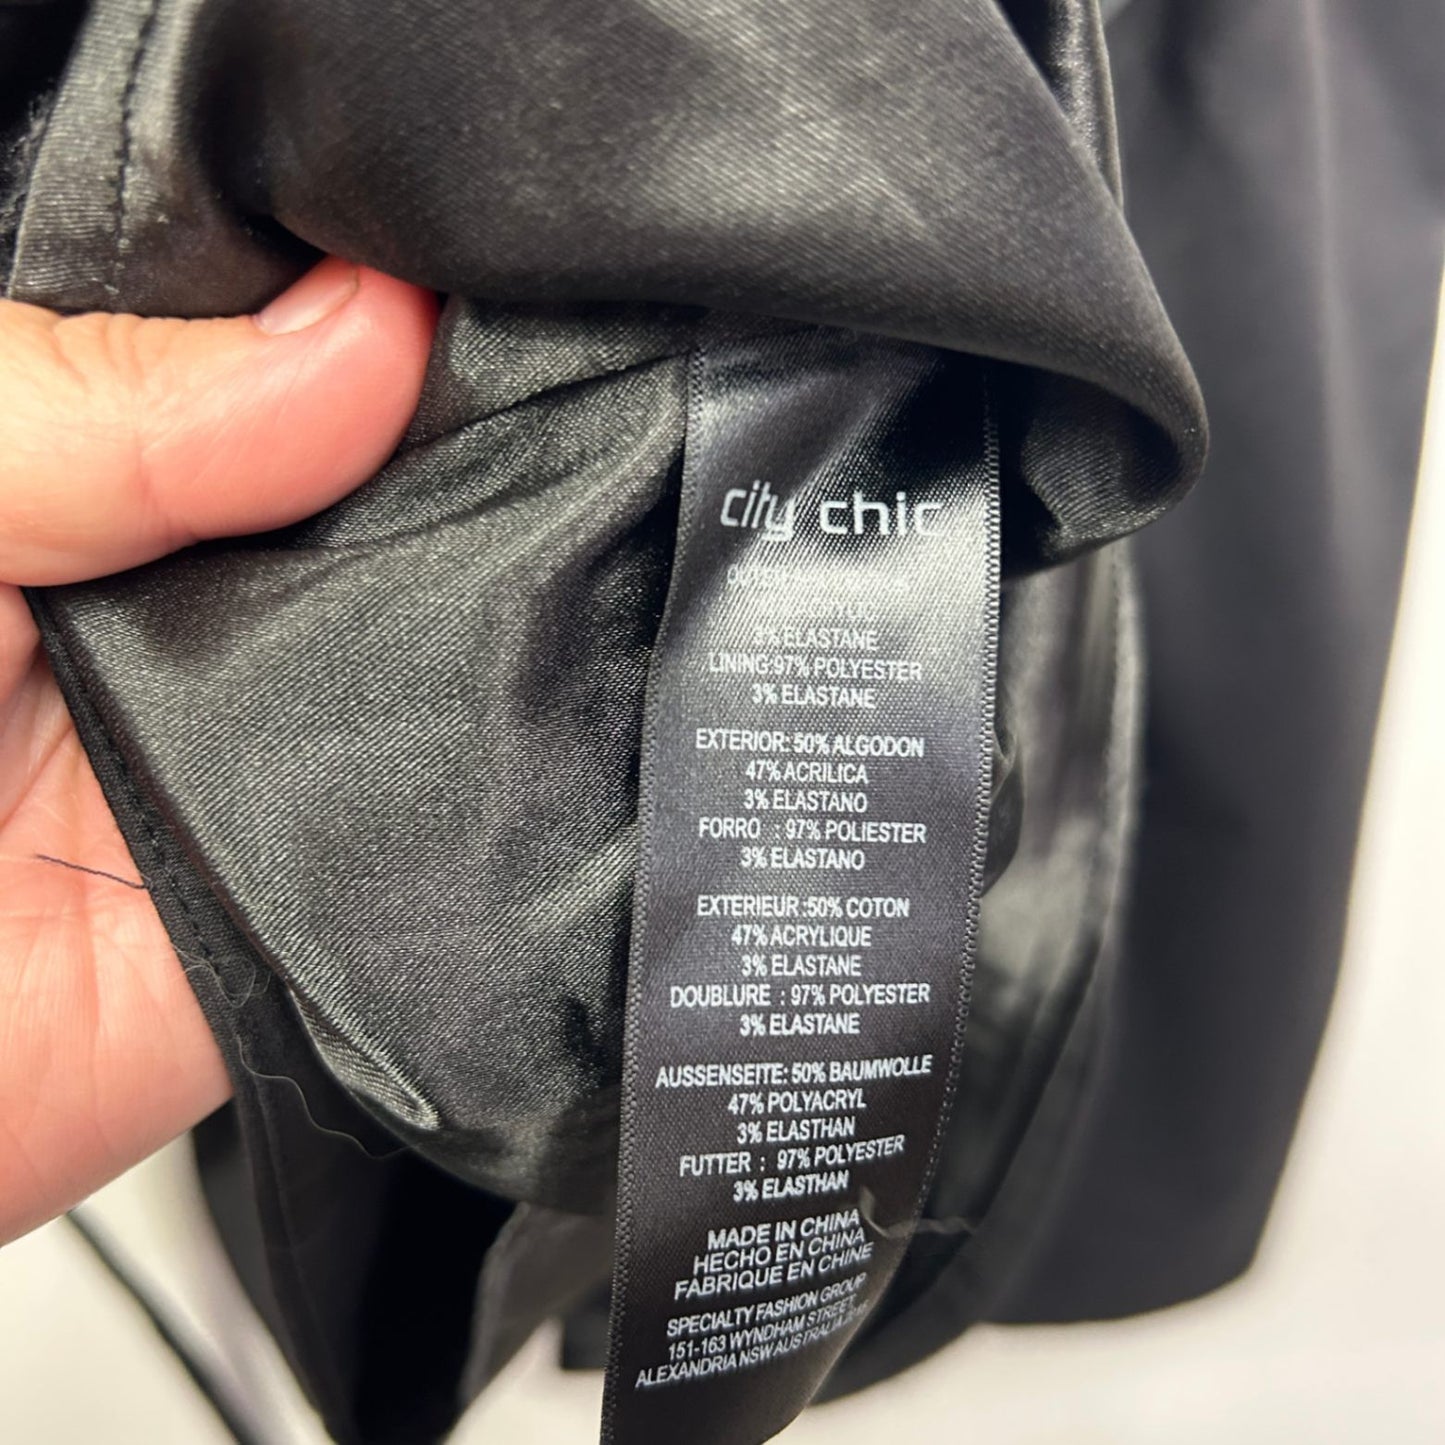 city chic
3% ELASTANE
LINING:97% POLYESTER
3% ELASTANE
EXTERIOR: 50% ALGODON
47% ACRILICA
3% ELASTANO
FORRO : 97% POLIESTER
3% ELASTANO
EXTERIEUR :50% COTON
47% ACRYLIQUE
3% ELASTANE
DOUBLURE : 97% POLYESTER
3% ELASTANE
AUSSENSEITE: 50% BAUMWOLLE
47% POLYACRYL
3% ELASTHAN
FUTTER : 97% POLYESTER
3% ELASTHAN
MADE IN CHINA
HECHO EN CHINA
FABRIQUE EN CHINE
SPECIALTY FASHION GROUP
151-163 WYNDHAM STREET
ALEXANDRIA NSW AUSTRALIA